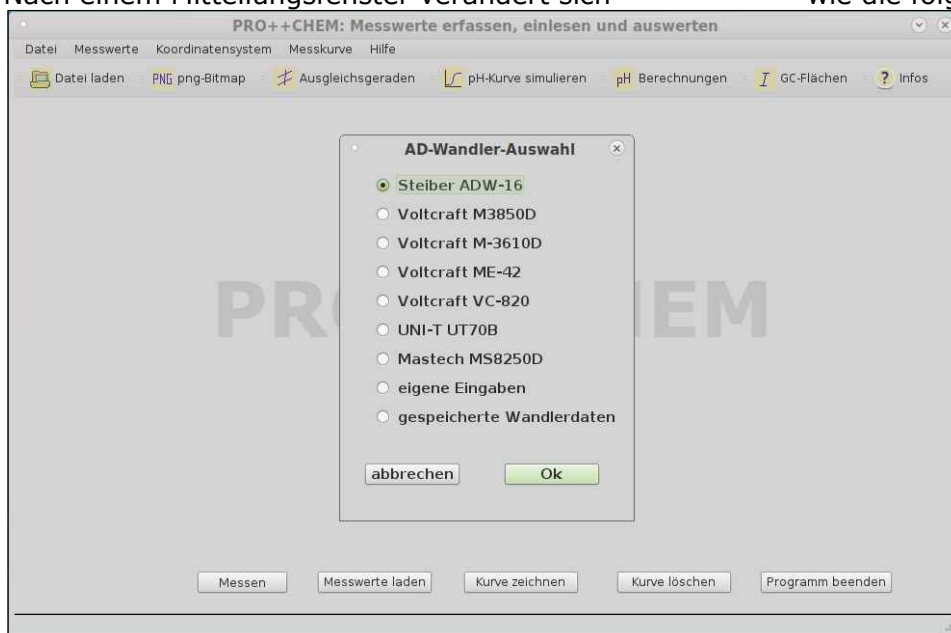 Nach einem Mitteilungsfenster verändert sich wie die
PRO++CHEM: Messwerte erfassen, einlesen und auswerten
Datei Messwerte Koordinatensystem Messkurve Hilfe
Datei laden PNG png-Bitmap Ausgleichsgeraden pH-Kurve simulieren pH Berechnungen GC-Flächen ? Infos
AD-Wandler-Auswahl
Steiber ADW-16
Voltcraft M3850D
Voltcraft M-3610D
Voltcraft ME-42
Voltcraft VC-820
UNI-T UT70B
Mastech MS8250D
eigene Eingaben
gespeicherte Wandlerdaten
abbrechen Ok
Messen Messwerte laden Kurve zeichnen Kurve löschen Programm beenden